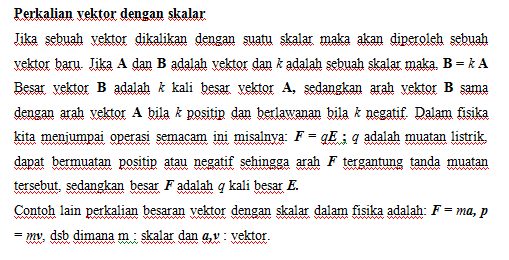 Perkalian vektor dengan skalar
Jika sebuah vektor dikalikan dengan suatu skalar maka akan diperoleh sebuah
vektor baru. Jika A dan B adalah vektor dan k adalah sebuah skalar maka, B = k A
Besar vektor B adalah k kali besar vektor A, sedangkan arah vektor B sama
dengan arah vektor A bila k positip dan berlawanan bila k negatif. Dalam fisika
kita menjumpai operasi semacam ini misalnya: F = qE ; q adalah muatan listrik,
dapat bermuatan positip atau negatif sehingga arah F tergantung tanda muatan
tersebut, sedangkan besar F adalah q kali besar E.
Contoh lain perkalian besaran vektor dengan skalar dalam fisika adalah: F = ma, p
= mv, dsb dimana m : skalar dan a,v : vektor.